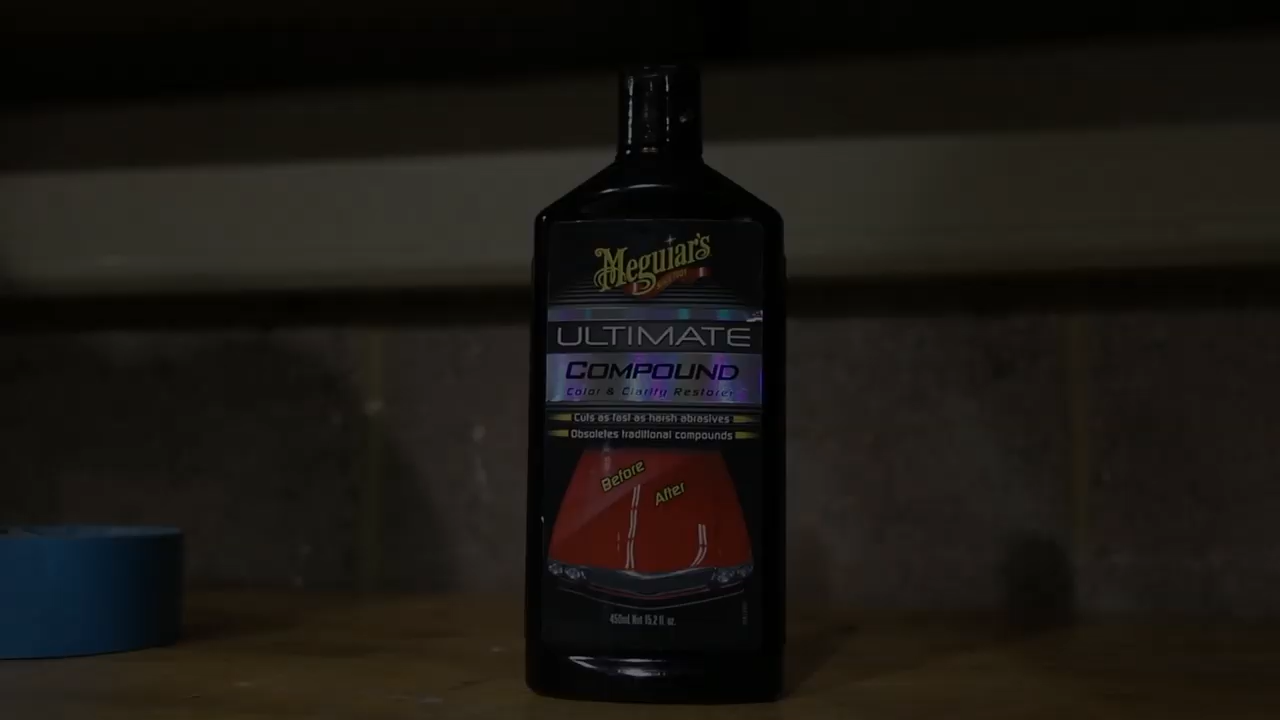 Meguiar's
ULTIMATE
COMPOUND
Color & Clarity Restorer
Cuts as fast as harsh abrasives
Obsoletes traditional compounds
Before
After
450mL Net 15.2 fl. oz.